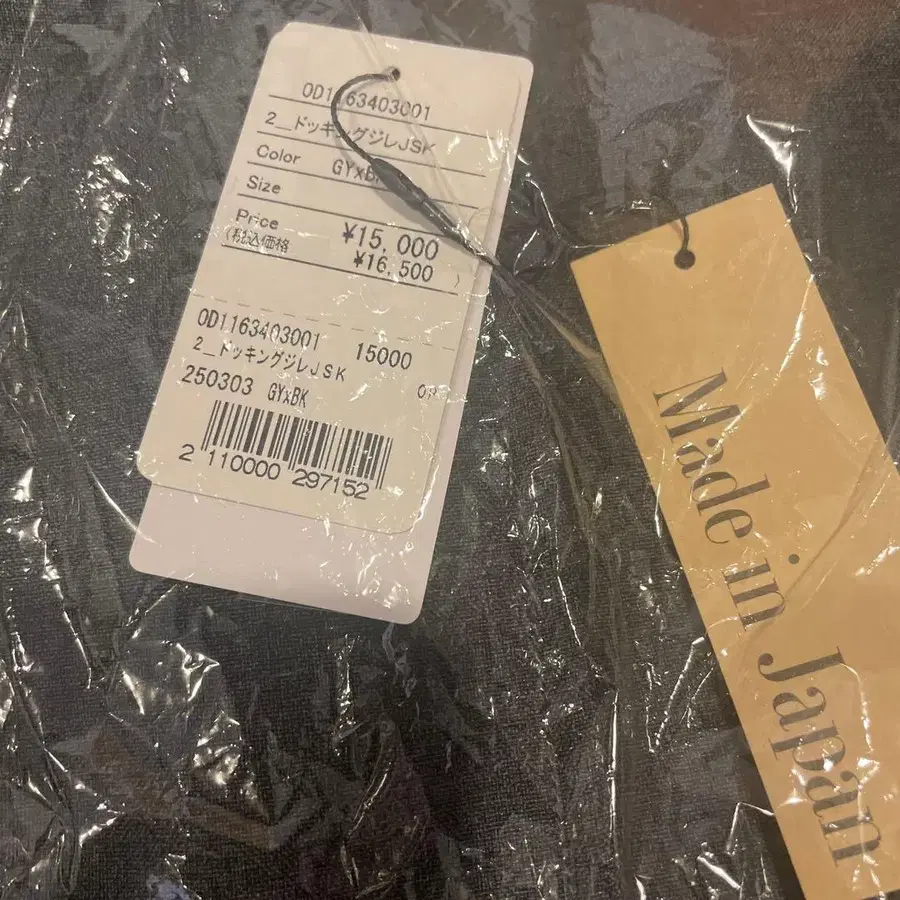 OD1163403001
2_ドッキングジレJSK
Color GYxBK
Size
Price ¥15,000
(税込価格 ¥16,500 )
OD1163403001 15000
2_ドッキングジレJSK
250303 GYxBK
2 110000 297152
Made in Japan